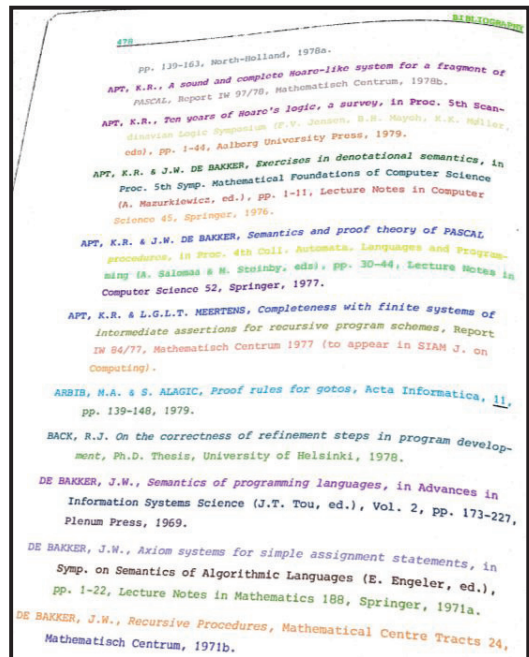 478
BIBLIOGRAPHY
pp. 139-163, North-Holland, 1978a.
APT, K.R., A sound and complete Hoare-like system for a fragment of
PASCAL, Report IW 97/78, Mathematisch Centrum, 1978b.
APT, K.R., Ten years of Hoare's logic, a survey, in Proc. 5th Scan-
dinavian Logic Symposium (F.V. Jensen, B.H. Mayoh, K.K. Møller,
eds), pp. 1-44, Aalborg University Press, 1979.
APT, K.R. & J.W. DE BAKKER, Exercises in denotational semantics, in
Proc. 5th Symp. Mathematical Foundations of Computer Science
(A. Mazurkiewicz, ed.), pp. 1-11, Lecture Notes in Computer
Science 45, Springer, 1976.
APT, K.R. & J.W. DE BAKKER, Semantics and proof theory of PASCAL
procedures, in Proc. 4th Coll. Automata, Languages and Program-
ming (A. Salomaa & M. Steinby, eds), pp. 30-44, Lecture Notes in
Computer Science 52, Springer, 1977.
APT, K.R. & L.G.L.T. MEERTENS, Completeness with finite systems of
intermediate assertions for recursive program schemes, Report
IW 84/77, Mathematisch Centrum 1977 (to appear in SIAM J. on
Computing).
ARBIB, M.A. & S. ALAGIC, Proof rules for gotos, Acta Informatica, 11,
pp. 139-148, 1979.
BACK, R.J. On the correctness of refinement steps in program develop-
ment, Ph.D. Thesis, University of Helsinki, 1978.
DE BAKKER, J.W., Semantics of programming languages, in Advances in
Information Systems Science (J.T. Tou, ed.), Vol. 2, pp. 173-227,
Plenum Press, 1969.
DE BAKKER, J.W., Axiom systems for simple assignment statements, in
Symp. on Semantics of Algorithmic Languages (E. Engeler, ed.),
pp. 1-22, Lecture Notes in Mathematics 188, Springer, 1971a.
DE BAKKER, J.W., Recursive Procedures, Mathematical Centre Tracts 24,
Mathematisch Centrum, 1971b.